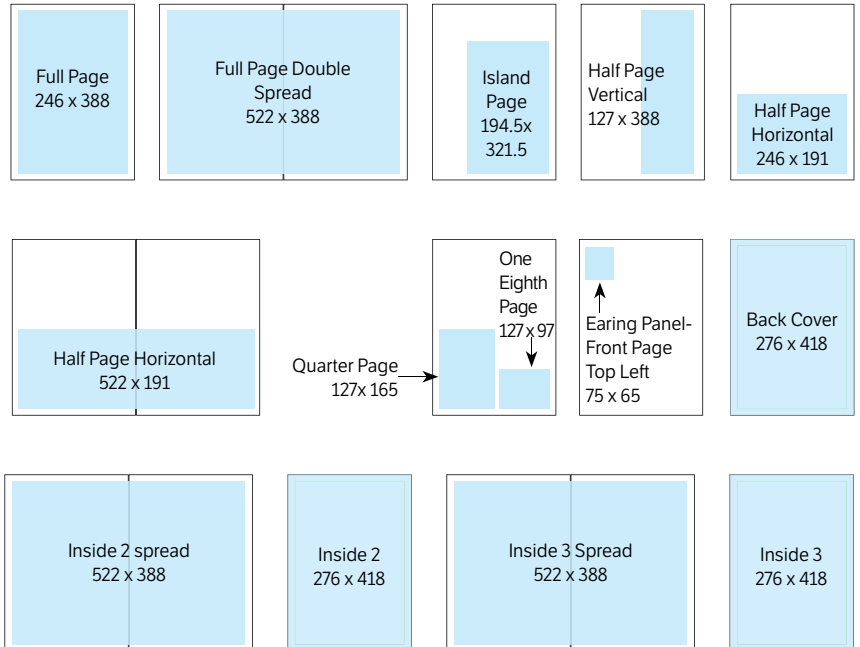 Full Page
246 x 388
Full Page Double
Spread
522 x 388
Island
Page
194.5x
321.5
Half Page
Vertical
127 x 388
Half Page
Horizontal
246 x 191
Half Page Horizontal
522 x 191
Quarter Page
127x 165
One
Eighth
Page
127 x 97
Earing Panel-
Front Page
Top Left
75 x 65
Back Cover
276 x 418
Inside 2 spread
522 x 388
Inside 2
276 x 418
Inside 3 Spread
522 x 388
Inside 3
276 x 418